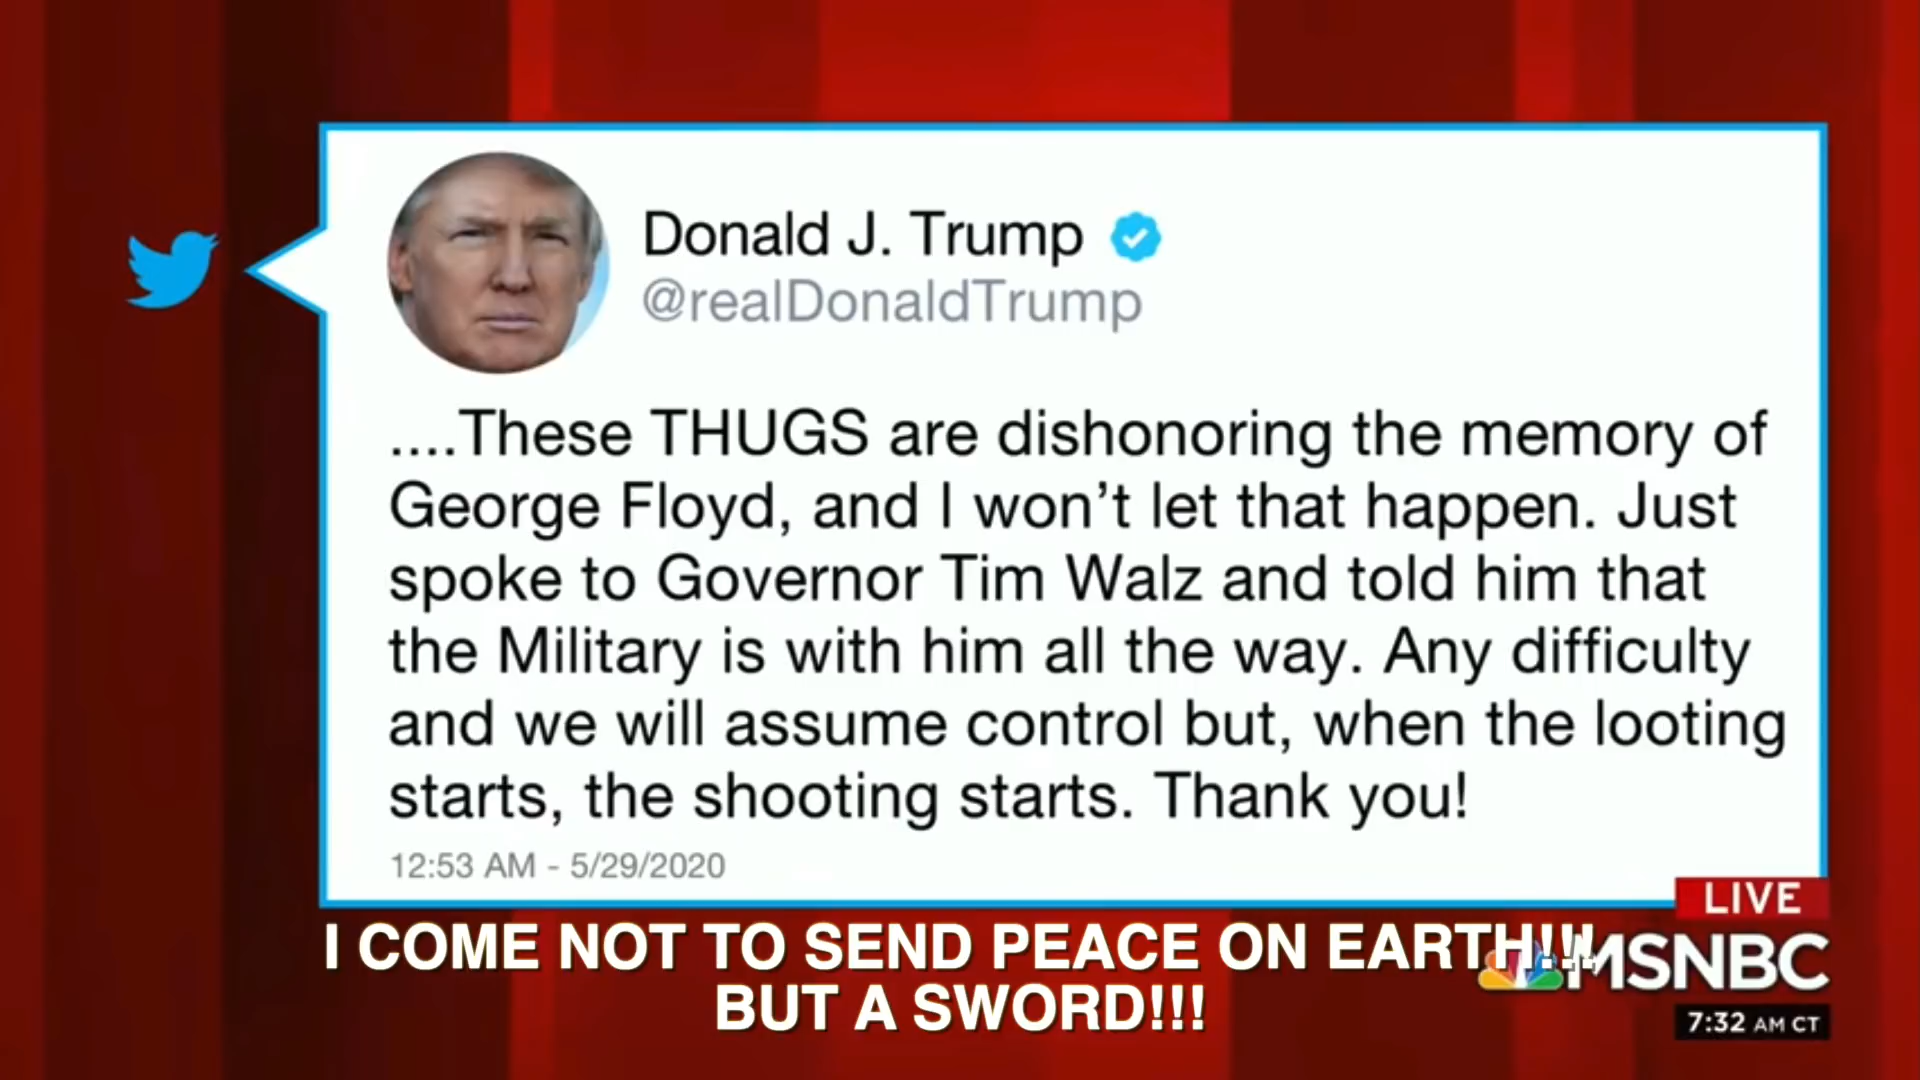 Donald J. Trump
@realDonaldTrump
....These THUGS are dishonoring the memory of
George Floyd, and I won’t let that happen. Just
spoke to Governor Tim Walz and told him that
the Military is with him all the way. Any difficulty
and we will assume control but, when the looting
starts, the shooting starts. Thank you!
12:53 AM - 5/29/2020
LIVE
I COME NOT TO SEND PEACE ON EARTH!!!
BUT A SWORD!!!
MSNBC
7:32 AM CT